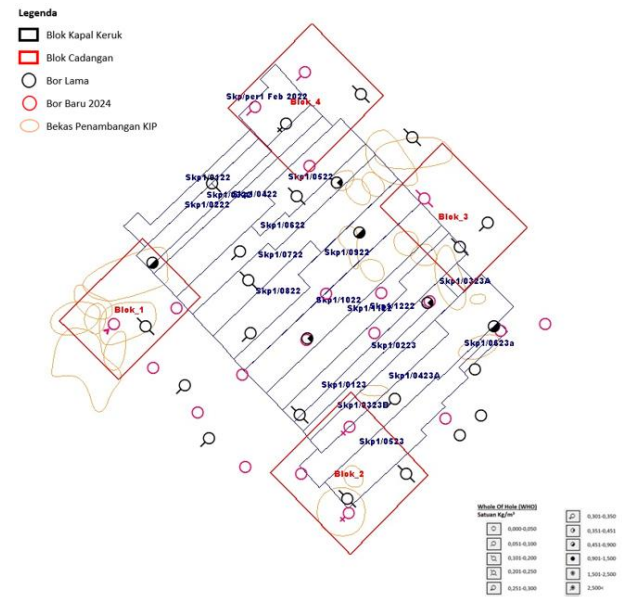 Legenda
Blok Kapal Keruk
Blok Cadangan
Bor Lama
Bor Baru 2024
Bekas Penambangan KIP
Skp/per1 Feb 2022
Blok_4
Skp1/0122
Skp1/0422
Skp1/0222
Skp1/0522
Skp1/0622
Skp1/0722
Skp1/0922
Skp1/0822
Skp1/1022
Skp1/1222
Blok_3
Skp1/0323A
Blok_1
Skp1/0223
Skp1/0623a
Skp1/0423A
Skp1/0123
Skp1/0323B
Skp1/0523
Blok_2
Whole Of Hole (WHO)
Satuan Kg/m³
0,000-0,050
0,051-0,100
0,101-0,200
0,201-0,250
0,251-0,300
0,301-0,350
0,351-0,451
0,451-0,900
0,901-1,500
1,501-2,500
2,500<